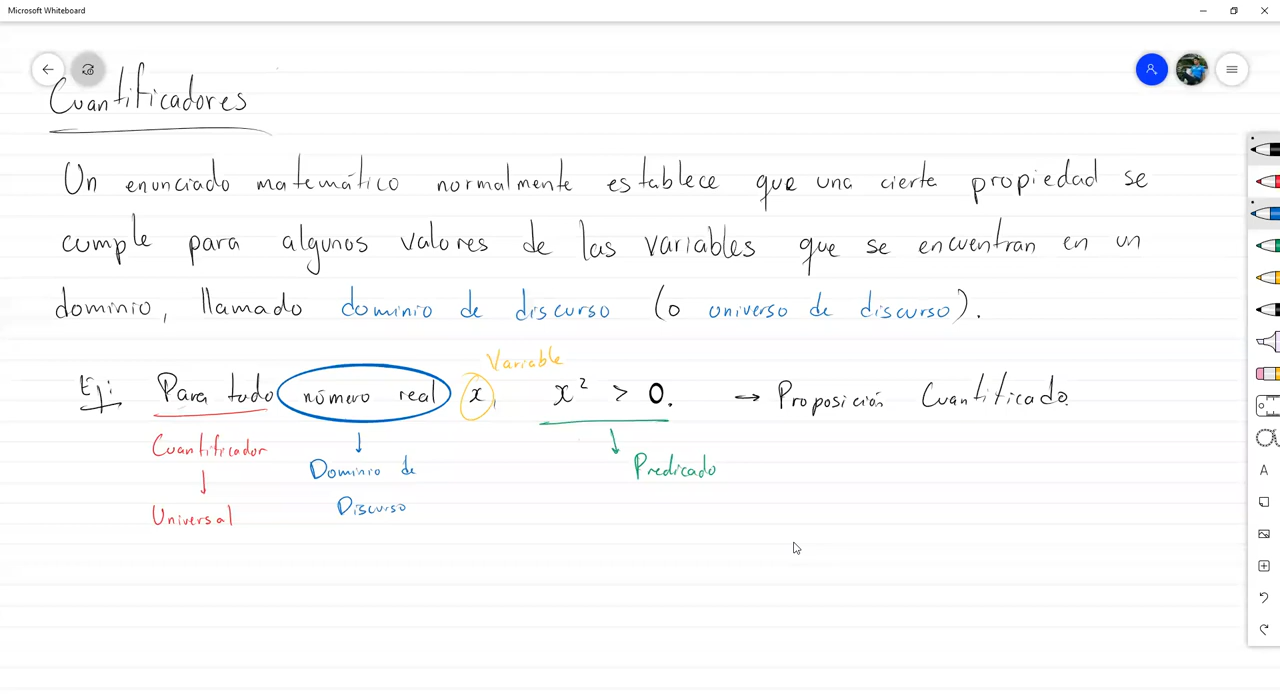 Microsoft Whiteboard
Cuantificadores
Un enunciado matemático normalmente establece que una cierta propiedad se
cumple para algunos valores de las variables que se encuentran en un
dominio, llamado dominio de discurso (o universo de discurso).
Variable
Ej: Para todo número real x, x² > 0. → Proposición Cuantificada.
Cuantificador
Dominio de
Predicado
Discurso
Universal
A